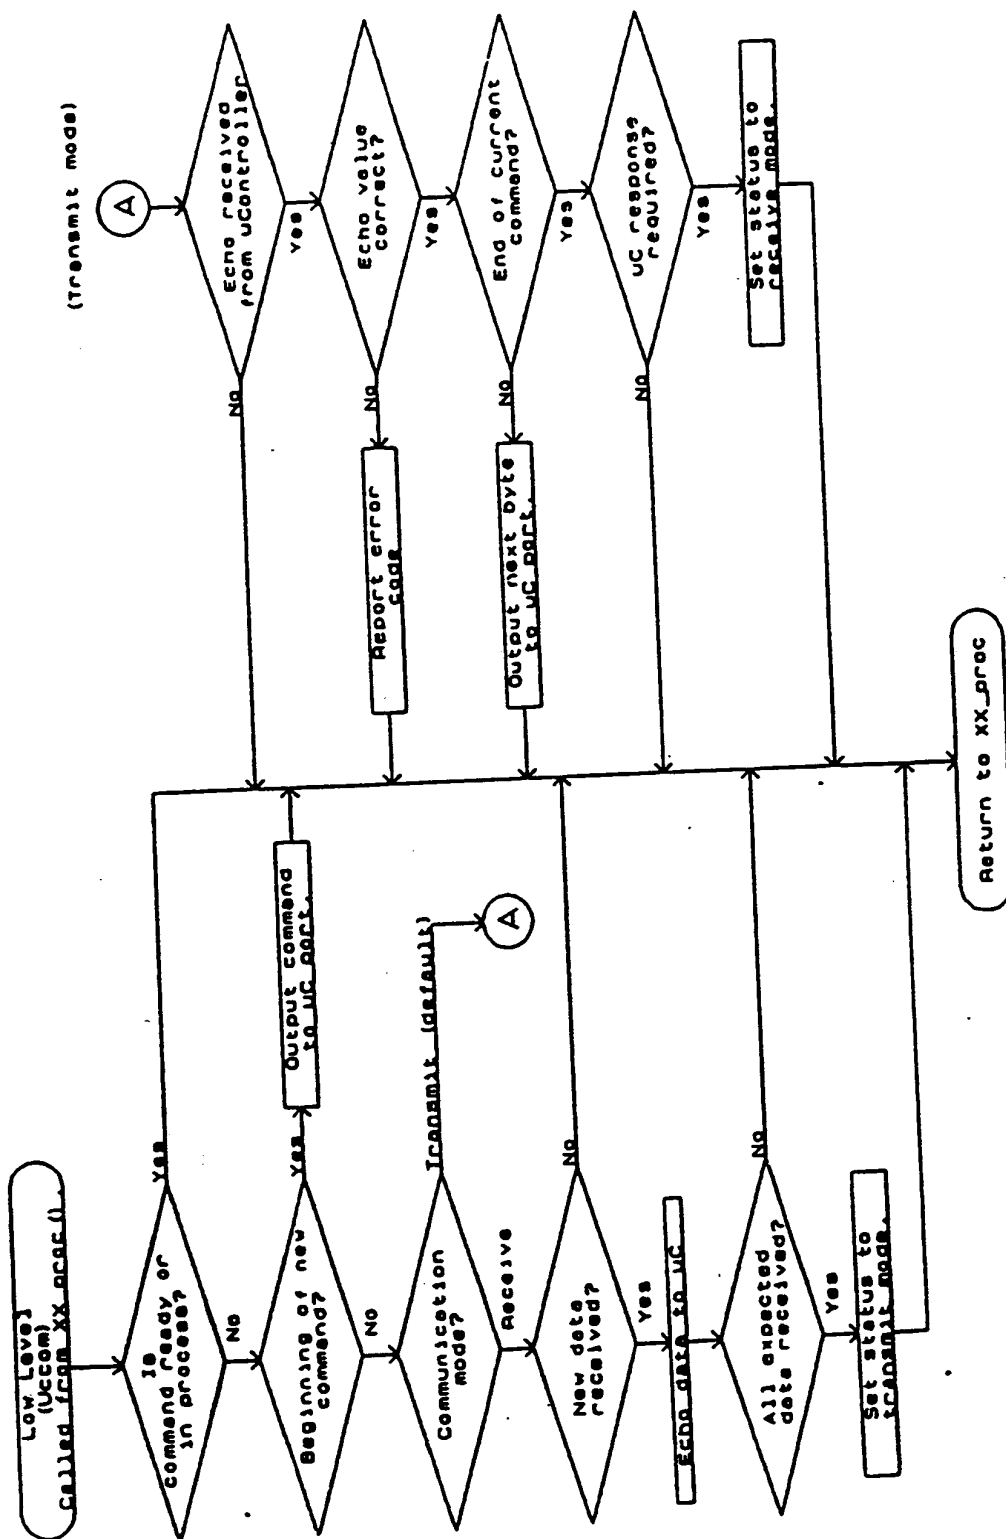 Low Level
(Uccom)
Called from XX_proc().
Is
command ready or
in process?
Yes
No
Beginning of new
command?
Yes
Output command
to uC port.
No
Communication
mode?
Transmit (default)
A
Receive
New data
received?
No
Yes
Echo data to uC
All expected
data received?
No
Yes
Set status to
transmit mode.
(Transmit mode)
A
Echo received
from uController
No
Yes
Echo value
correct?
No
Report error
code
Yes
End of current
command?
No
Output next byte
to uC port.
Yes
uC response
required?
No
Yes
Set status to
receive mode.
Return to XX_proc